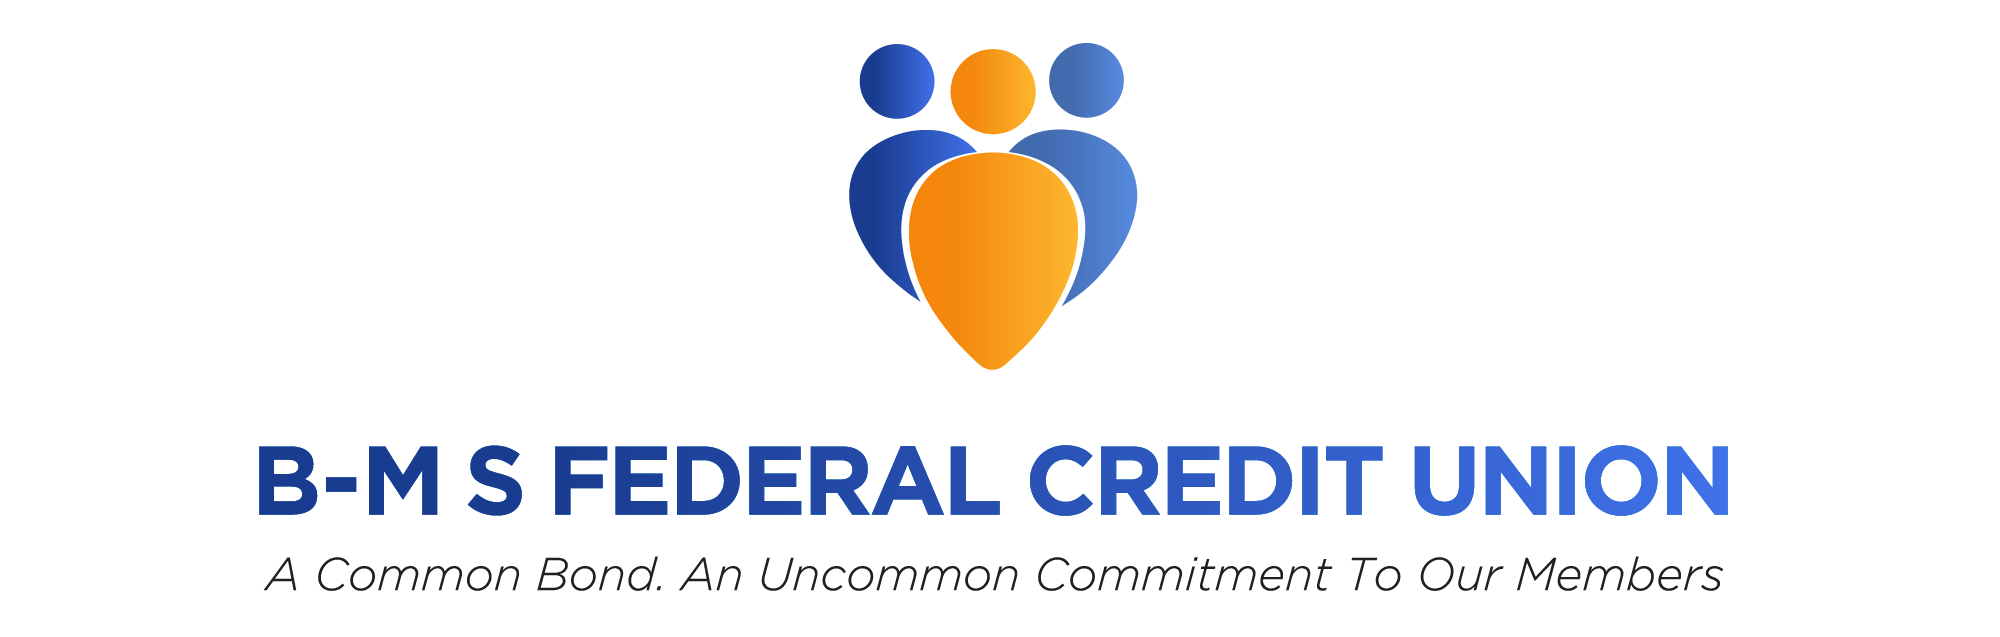 B-M S FEDERAL CREDIT UNION
A Common Bond. An Uncommon Commitment To Our Members